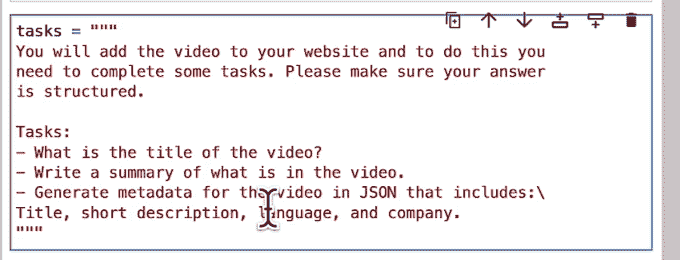 tasks = """
You will add the video to your website and to do this you
need to complete some tasks. Please make sure your answer
is structured.
Tasks:
– What is the title of the video?
– Write a summary of what is in the video.
– Generate metadata for the video in JSON that includes:\
Title, short description, language, and company.
"""